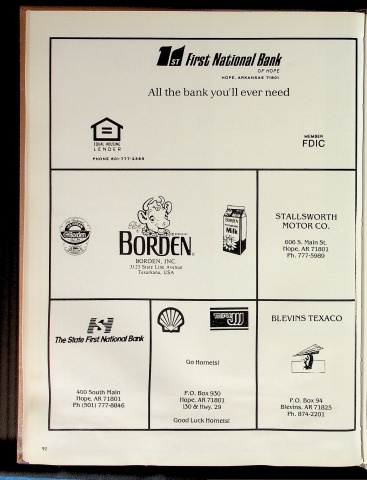 1ST First National Bank
OF HOPE
HOPE, ARKANSAS 71801
All the bank you'll ever need
EQUAL HOUSING
LENDER
PHONE 501-777-2365
MEMBER
FDIC
BORDEN
BORDEN, INC.
3123 State Line Avenue
Texarkana, USA
BORDEN
Milk
STALLSWORTH
MOTOR CO.
606 S. Main St.
Hope, AR 71801
Ph. 777-5989
The State First National Bank
400 South Main
Hope, AR 71801
Ph (501) 777-8846
Go Hornets!
P.O. Box 930
Hope, AR 71801
I30 & Hwy. 29
Good Luck Hornets!
BLEVINS TEXACO
P.O. Box 94
Blevins, AR 71825
Ph. 874-2201
92